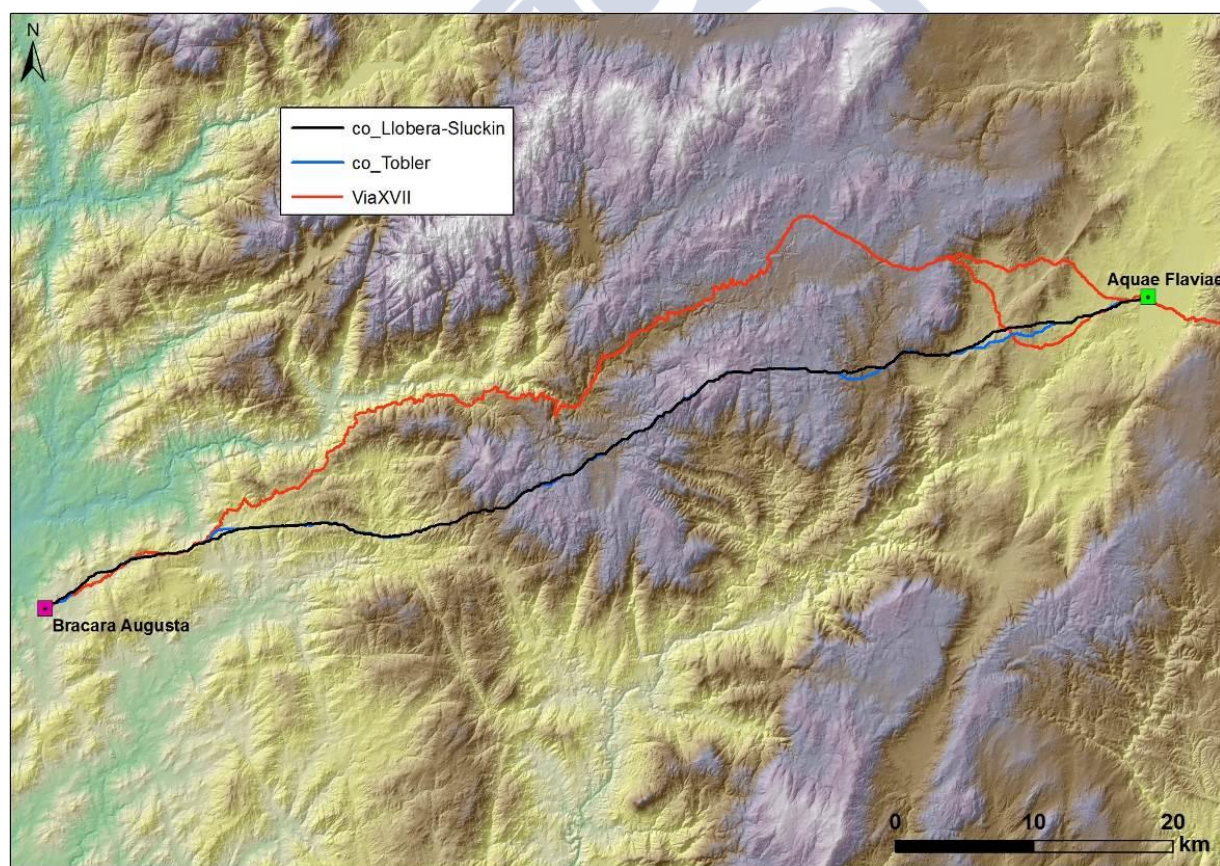 N
co_Llobera-Sluckin
co_Tobler
ViaXVII
Aquae Flaviae
Bracara Augusta
0 10 20
km